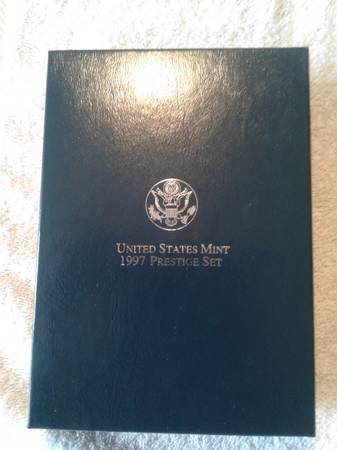 United States Mint
1997 Prestige Set